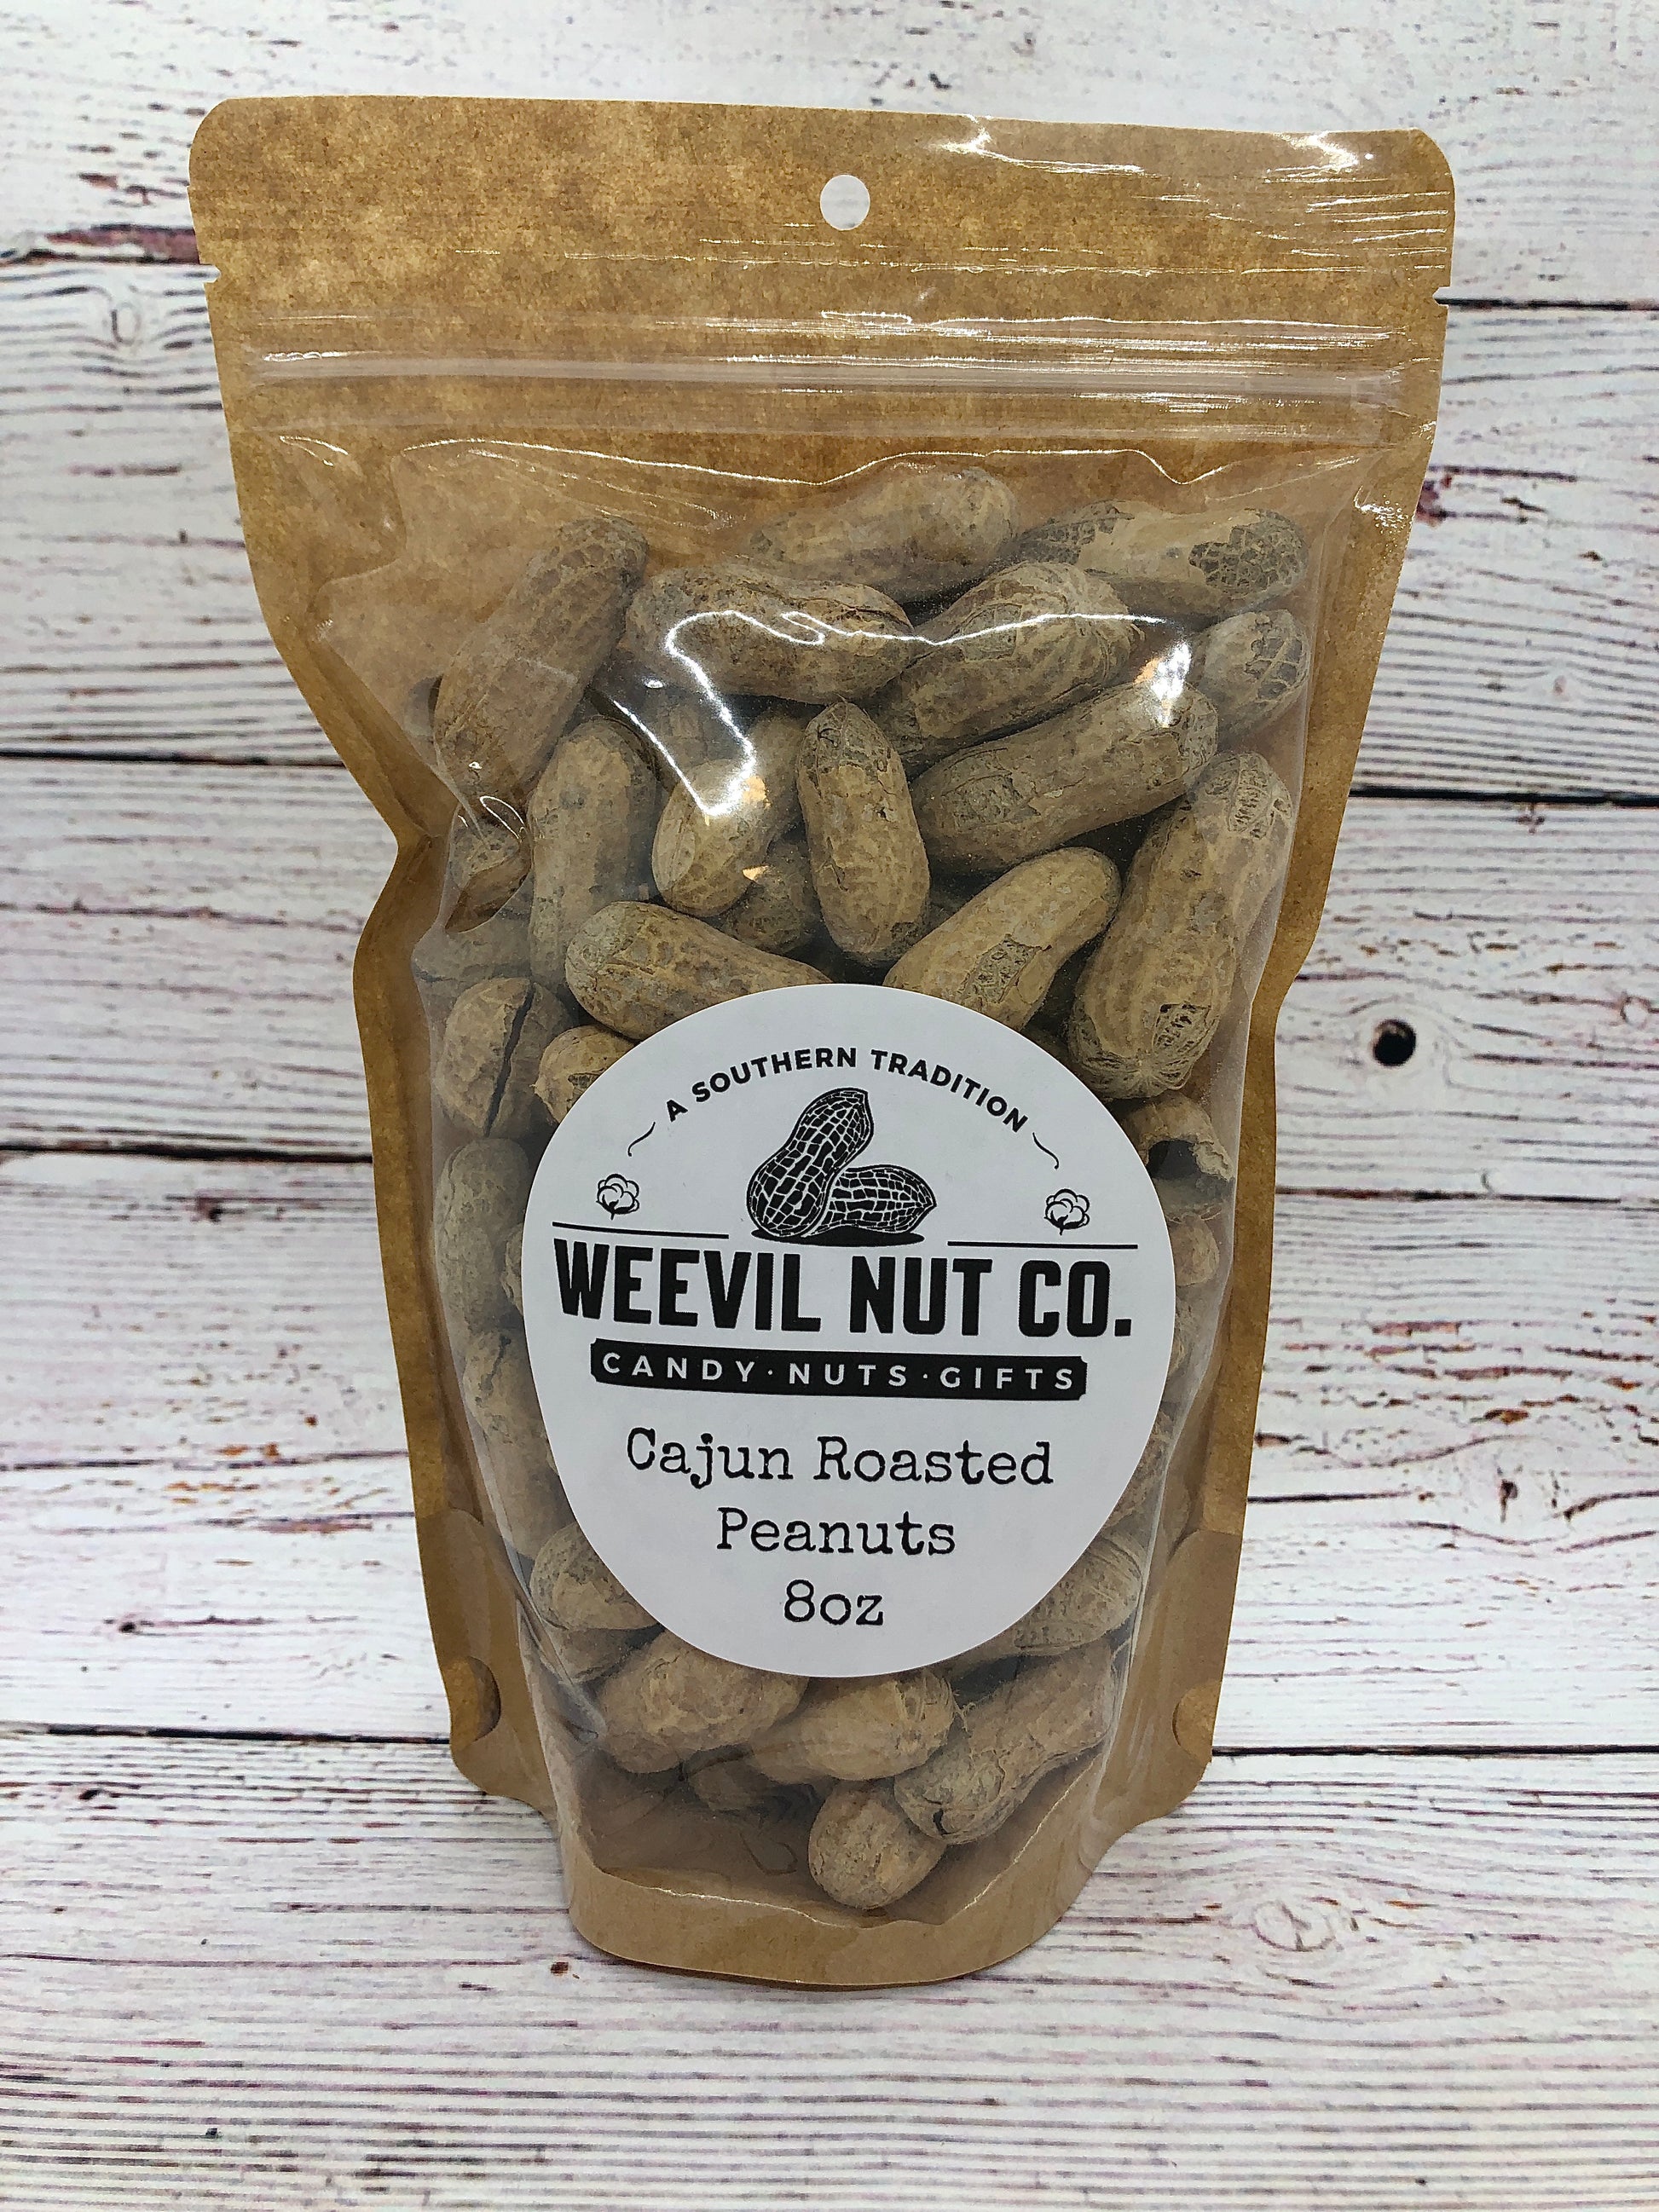 A SOUTHERN TRADITION
WEEVIL NUT CO.
CANDY·NUTS·GIFTS
Cajun Roasted
Peanuts
8oz